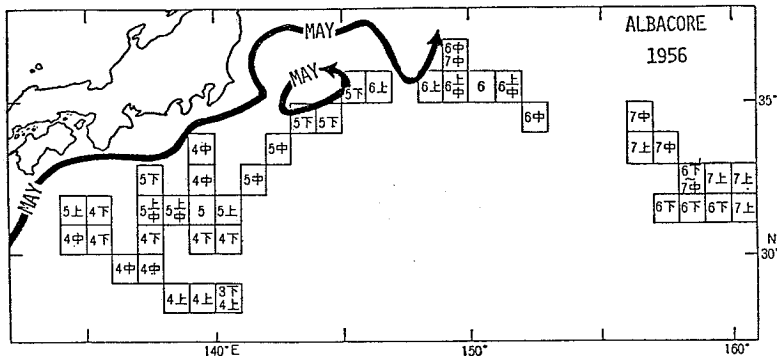 ALBACORE
1956
MAY
MAY
MAY
6中
7中
5下 6上 6上 6上中 6 6上中
35°
5下 5下 6中 7中
4中 5中 7上 7中
5下 4中 5中 6下~7中 7上 7上
5上 4下 5上中 5上中 5 5上 6下 6下 6下 7上
4中 4下 4下 4下 4下
N
30°
4中 4中
4上 4上 3下4上
140°E 150° 160°